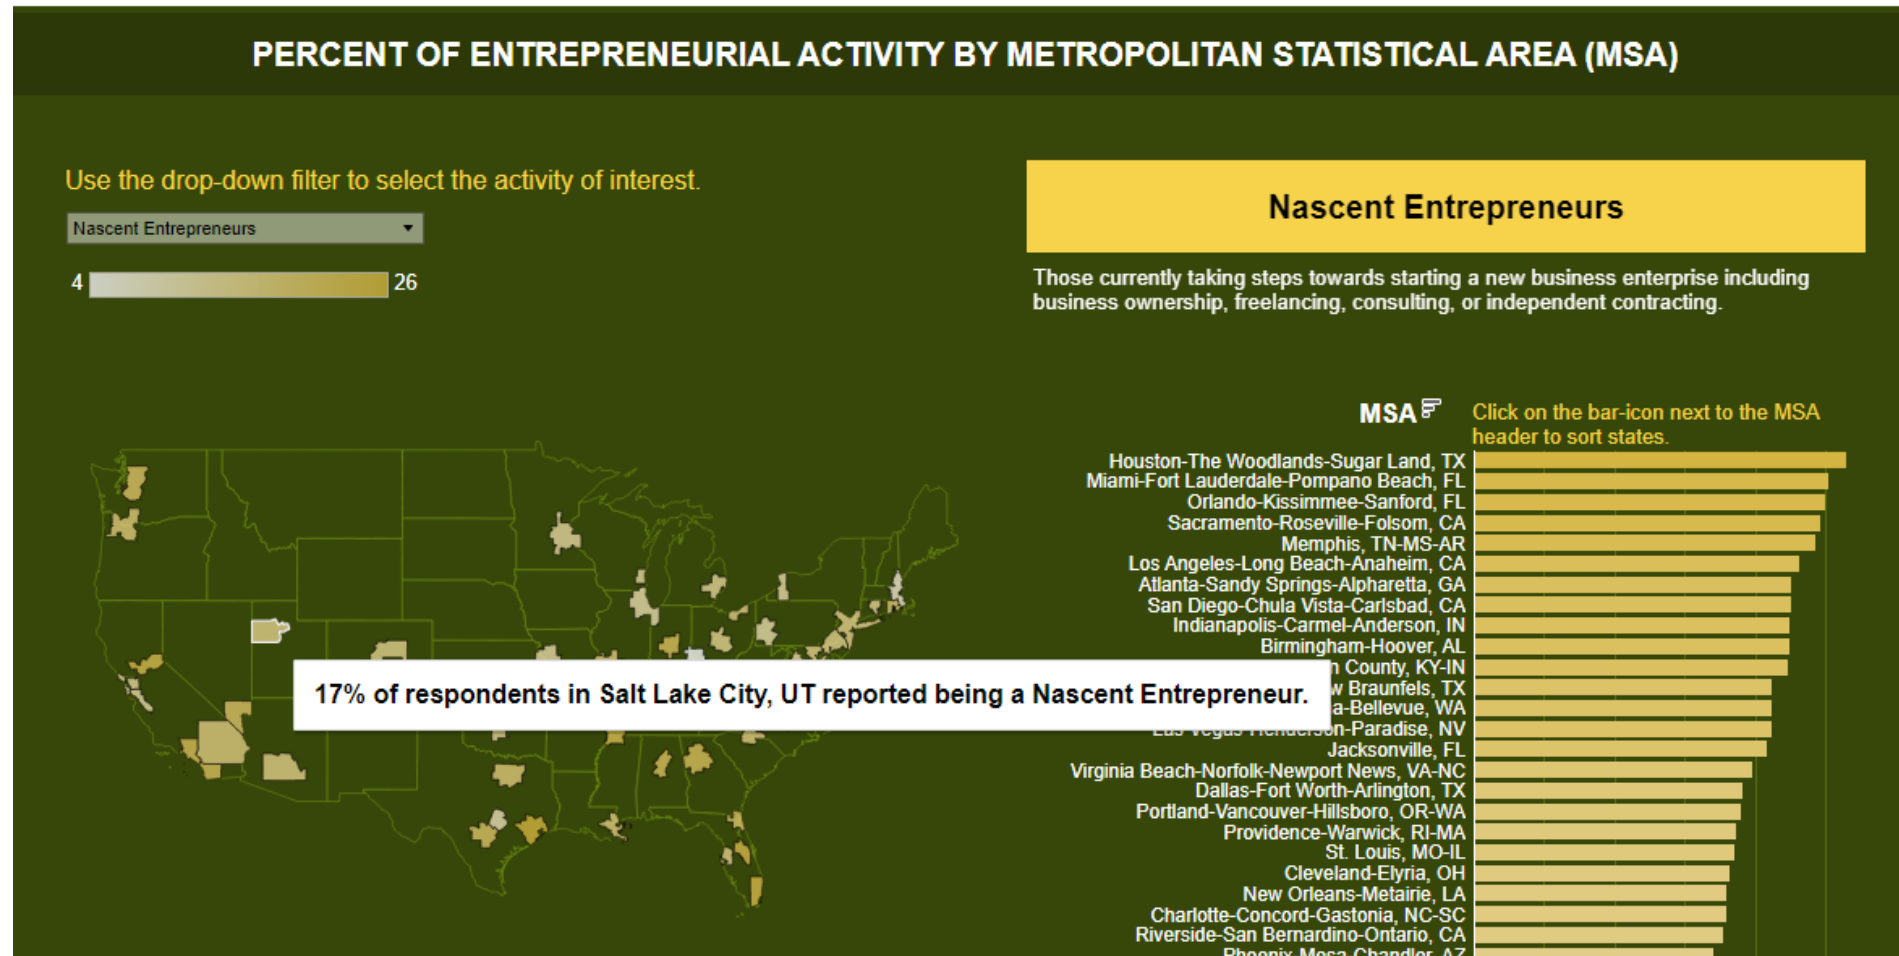 PERCENT OF ENTREPRENEURIAL ACTIVITY BY METROPOLITAN STATISTICAL AREA (MSA)
Use the drop-down filter to select the activity of interest.
Nascent Entrepreneurs
4 26
Nascent Entrepreneurs
Those currently taking steps towards starting a new business enterprise including
business ownership, freelancing, consulting, or independent contracting.
MSA
Click on the bar-icon next to the MSA
header to sort states.
Houston-The Woodlands-Sugar Land, TX
Miami-Fort Lauderdale-Pompano Beach, FL
Orlando-Kissimmee-Sanford, FL
Sacramento-Roseville-Folsom, CA
Memphis, TN-MS-AR
Los Angeles-Long Beach-Anaheim, CA
Atlanta-Sandy Springs-Alpharetta, GA
San Diego-Chula Vista-Carlsbad, CA
Indianapolis-Carmel-Anderson, IN
Birmingham-Hoover, AL
County, KY-IN
Braunfels, TX
-Bellevue, WA
Las Vegas-Henderson-Paradise, NV
Jacksonville, FL
Virginia Beach-Norfolk-Newport News, VA-NC
Dallas-Fort Worth-Arlington, TX
Portland-Vancouver-Hillsboro, OR-WA
Providence-Warwick, RI-MA
St. Louis, MO-IL
Cleveland-Elyria, OH
New Orleans-Metairie, LA
Charlotte-Concord-Gastonia, NC-SC
Riverside-San Bernardino-Ontario, CA
Phoenix-Mesa-Chandler, AZ
17% of respondents in Salt Lake City, UT reported being a Nascent Entrepreneur.